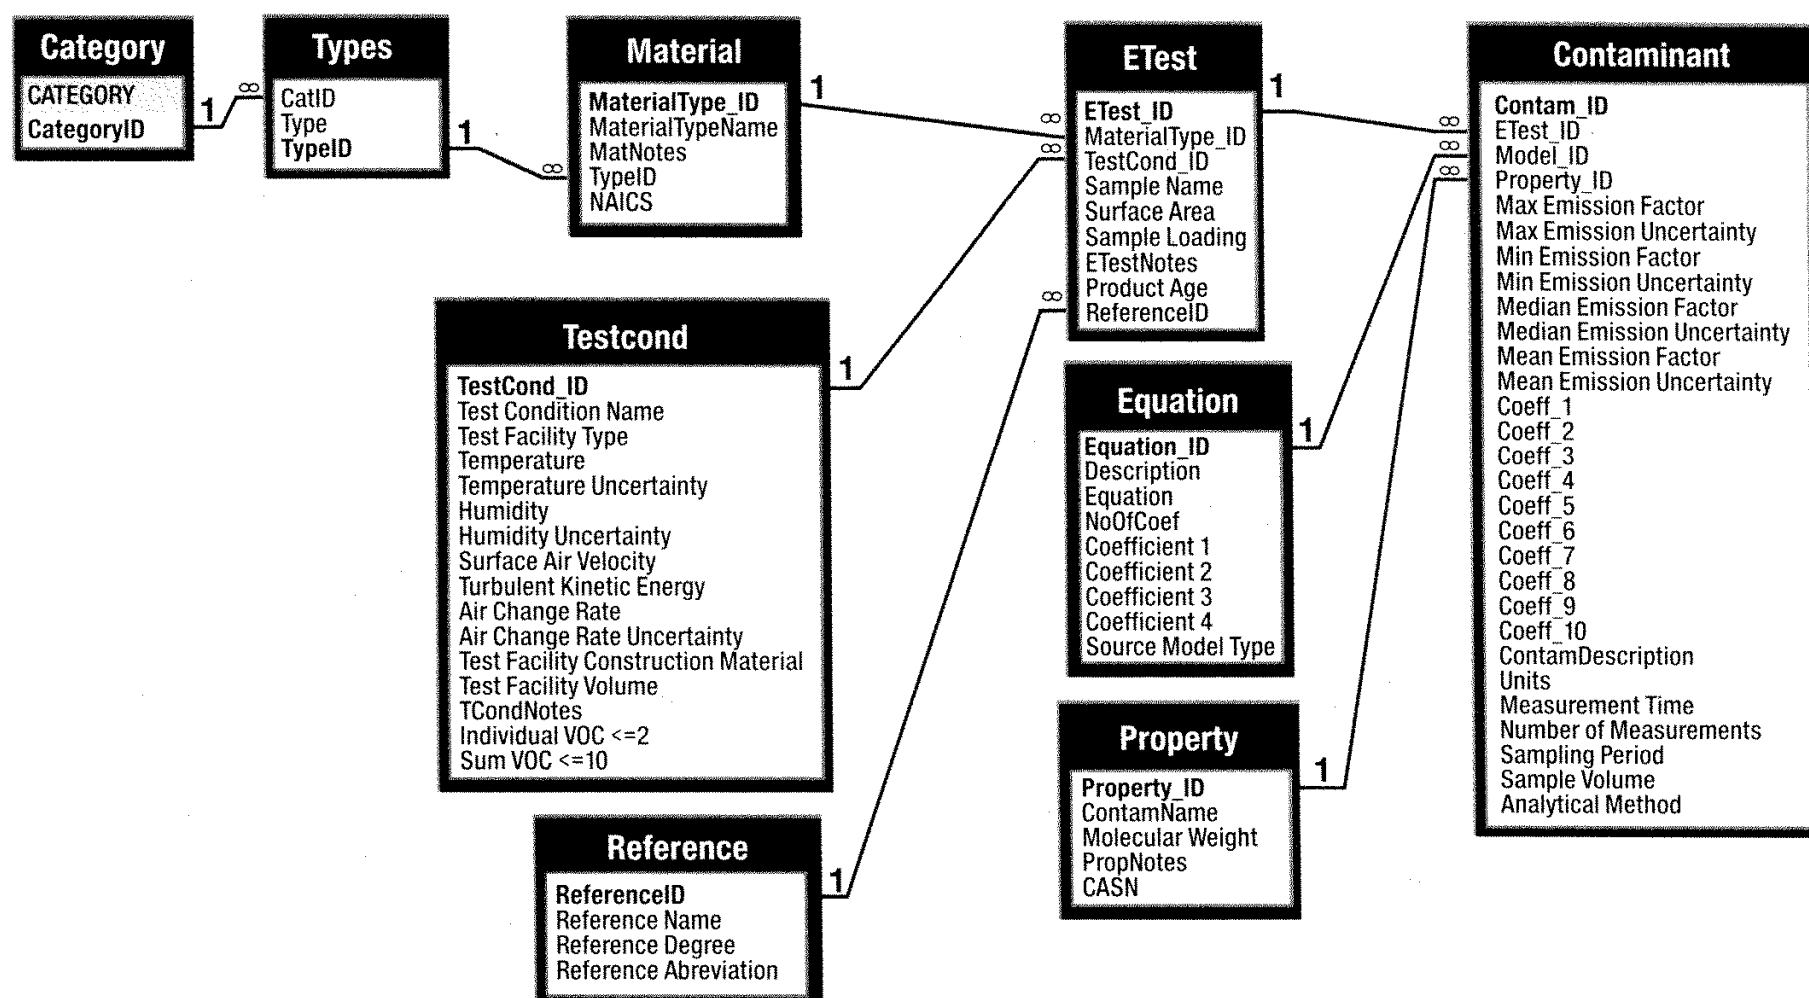 Category
CATEGORY
CategoryID
1
∞
Types
CatID
Type
TypeID
1
∞
Material
MaterialType_ID
MaterialTypeName
MatNotes
TypeID
NAICS
1
∞
ETest
ETest_ID
MaterialType_ID
TestCond_ID
Sample Name
Surface Area
Sample Loading
ETestNotes
Product Age
ReferenceID
∞
∞
1
∞
∞
∞
Contaminant
Contam_ID
ETest_ID
Model_ID
Property_ID
Max Emission Factor
Max Emission Uncertainty
Min Emission Factor
Min Emission Uncertainty
Median Emission Factor
Median Emission Uncertainty
Mean Emission Factor
Mean Emission Uncertainty
Coeff_1
Coeff_2
Coeff_3
Coeff_4
Coeff_5
Coeff_6
Coeff_7
Coeff_8
Coeff_9
Coeff_10
ContamDescription
Units
Measurement Time
Number of Measurements
Sampling Period
Sample Volume
Analytical Method
Testcond
TestCond_ID
Test Condition Name
Test Facility Type
Temperature
Temperature Uncertainty
Humidity
Humidity Uncertainty
Surface Air Velocity
Turbulent Kinetic Energy
Air Change Rate
Air Change Rate Uncertainty
Test Facility Construction Material
Test Facility Volume
TCondNotes
Individual VOC <=2
Sum VOC <=10
1
Equation
Equation_ID
Description
Equation
NoOfCoef
Coefficient 1
Coefficient 2
Coefficient 3
Coefficient 4
Source Model Type
1
Property
Property_ID
ContamName
Molecular Weight
PropNotes
CASN
1
Reference
ReferenceID
Reference Name
Reference Degree
Reference Abreviation
1